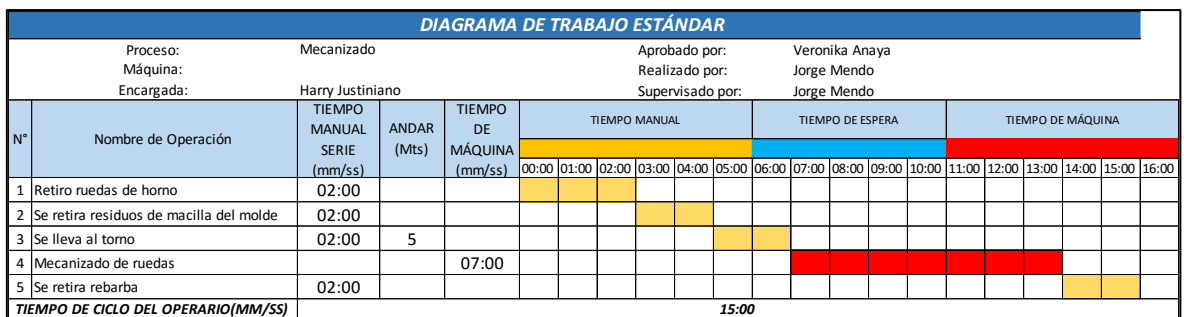 DIAGRAMA DE TRABAJO ESTÁNDAR
Proceso: Mecanizado Aprobado por: Veronika Anaya
Máquina: Realizado por: Jorge Mendo
Encargada: Harry Justiniano Supervisado por: Jorge Mendo
N° Nombre de Operación TIEMPO MANUAL SERIE (mm/ss) ANDAR (Mts) TIEMPO DE MÁQUINA (mm/ss) TIEMPO MANUAL TIEMPO DE ESPERA TIEMPO DE MÁQUINA
00:00 01:00 02:00 03:00 04:00 05:00 06:00 07:00 08:00 09:00 10:00 11:00 12:00 13:00 14:00 15:00 16:00
1 Retiro ruedas de horno 02:00
2 Se retira residuos de macilla del molde 02:00
3 Se lleva al torno 02:00 5
4 Mecanizado de ruedas 07:00
5 Se retira rebarba 02:00
TIEMPO DE CICLO DEL OPERARIO(MM/SS) 15:00